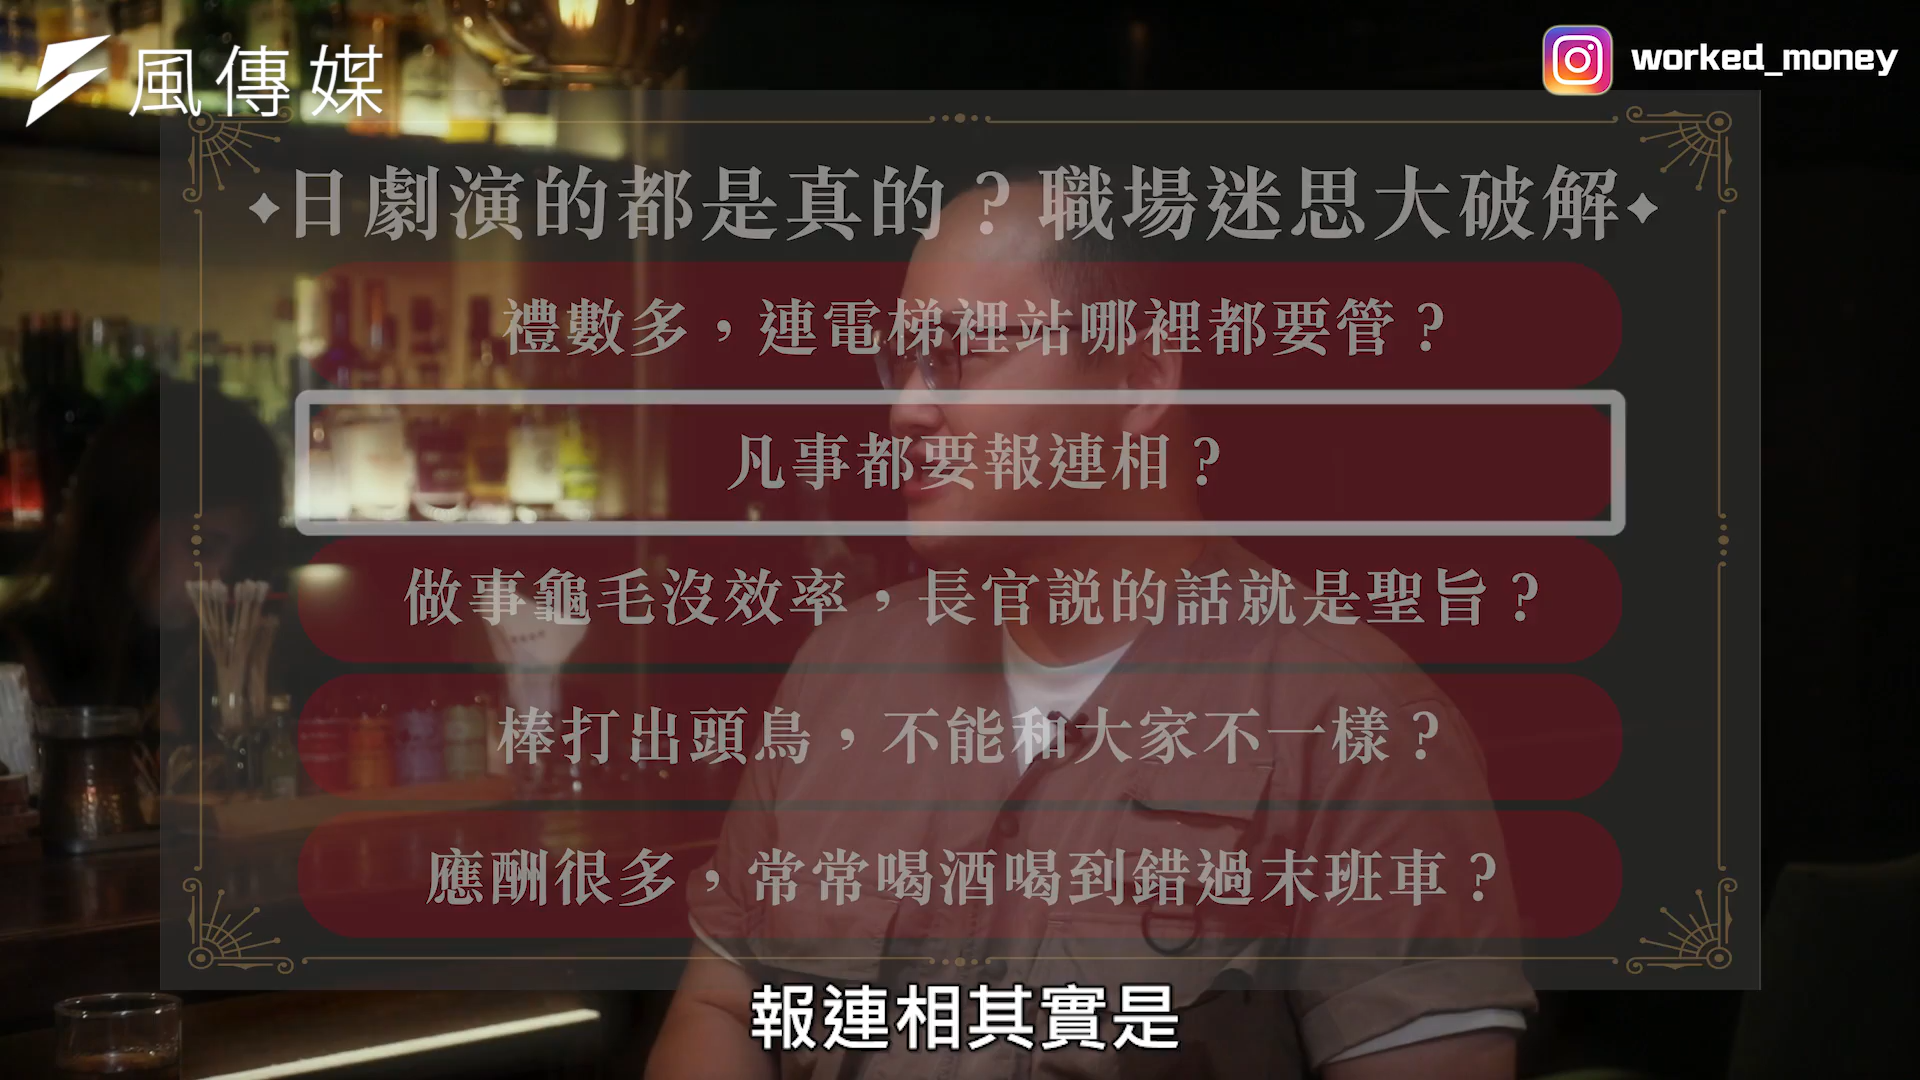 風傳媒
worked_money
日劇演的都是真的？職場迷思大破解
禮數多，連電梯裡站哪裡都要管？
凡事都要報連相？
做事龜毛沒效率，長官説的話就是聖旨？
棒打出頭鳥，不能和大家不一樣？
應酬很多，常常喝酒喝到錯過末班車？
報連相其實是